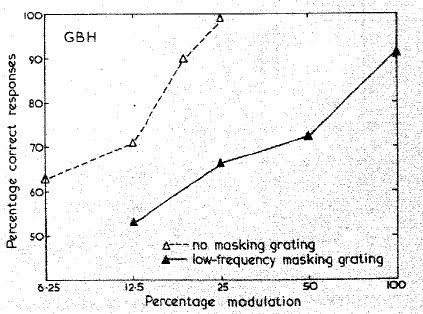 GBH
Percentage correct responses
100
90
80
70
60
50
no masking grating
low-frequency masking grating
6·25
12·5
25
50
100
Percentage modulation